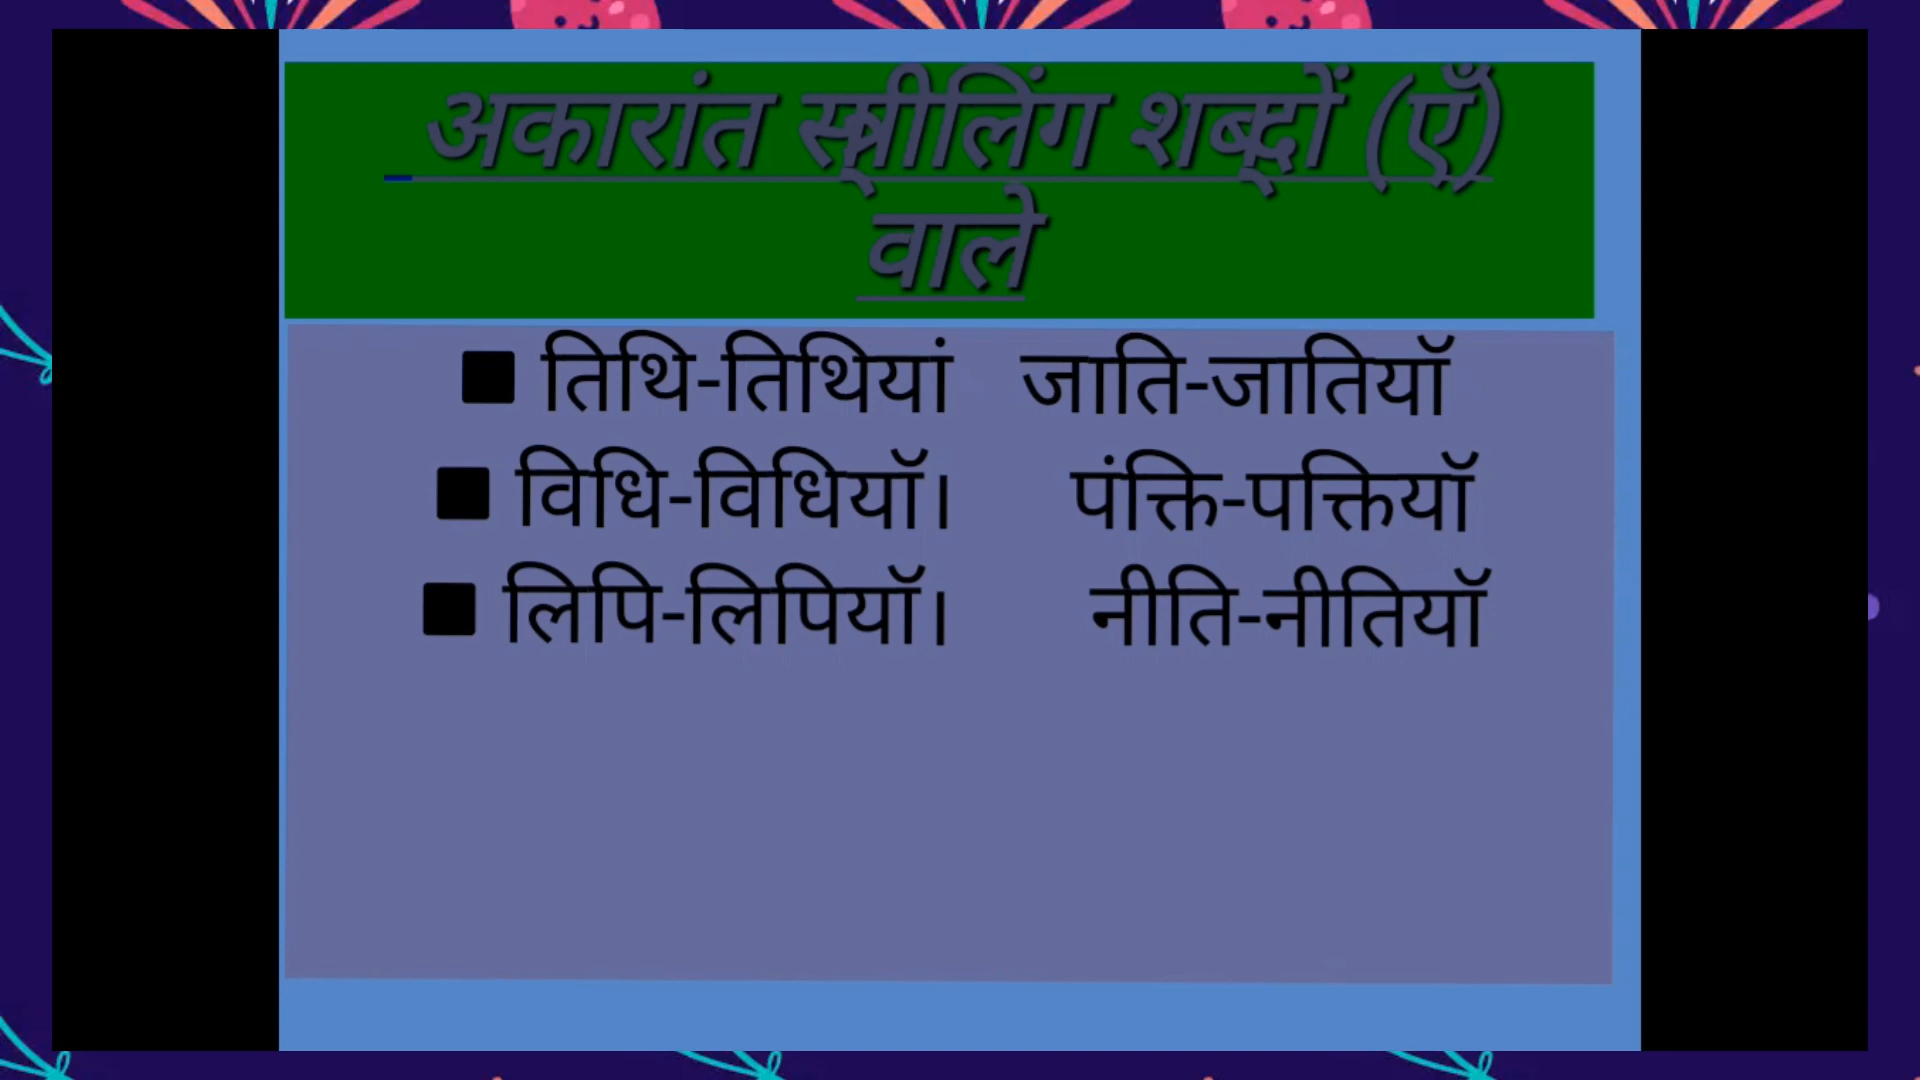 अकारांत स्त्रीलिंग शब्दों (एँ)
वाले
■ तिथि-तिथियां जाति-जातियॉ
■ विधि-विधियॉ। पंक्ति-पक्तियॉ
■ लिपि-लिपियॉ। नीति-नीतियॉ